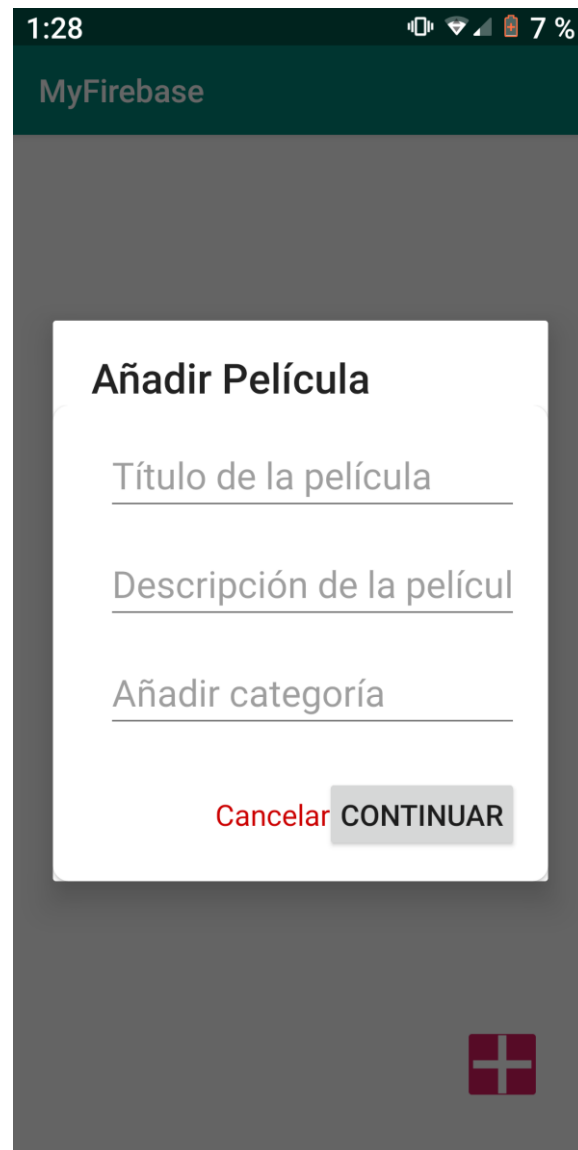 1:28 7 %
MyFirebase
Añadir Película
Título de la película
Descripción de la películ
Añadir categoría
Cancelar CONTINUAR